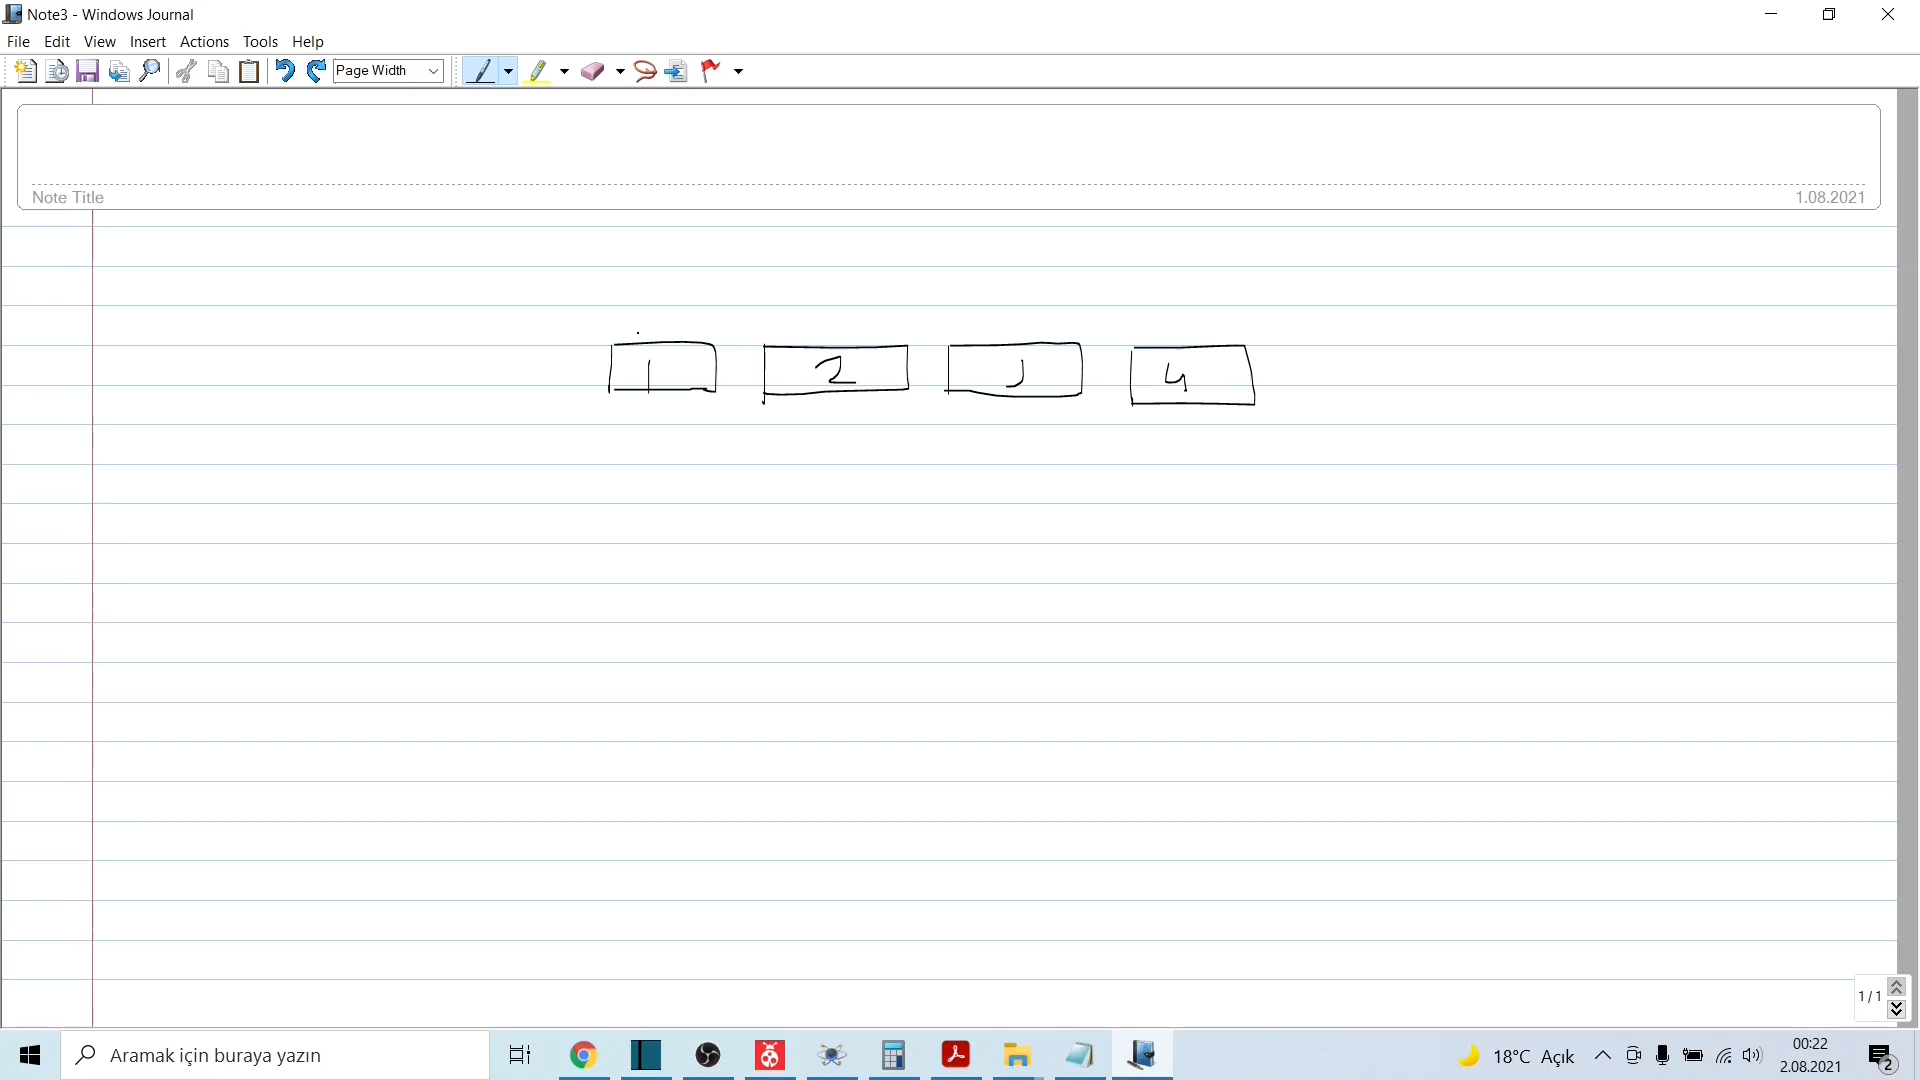 Note3 - Windows Journal
File Edit View Insert Actions Tools Help
Page Width
Note Title 1.08.2021
1 2 4
1 / 1
Aramak için buraya yazın
18°C Açık
00:22
2.08.2021
2